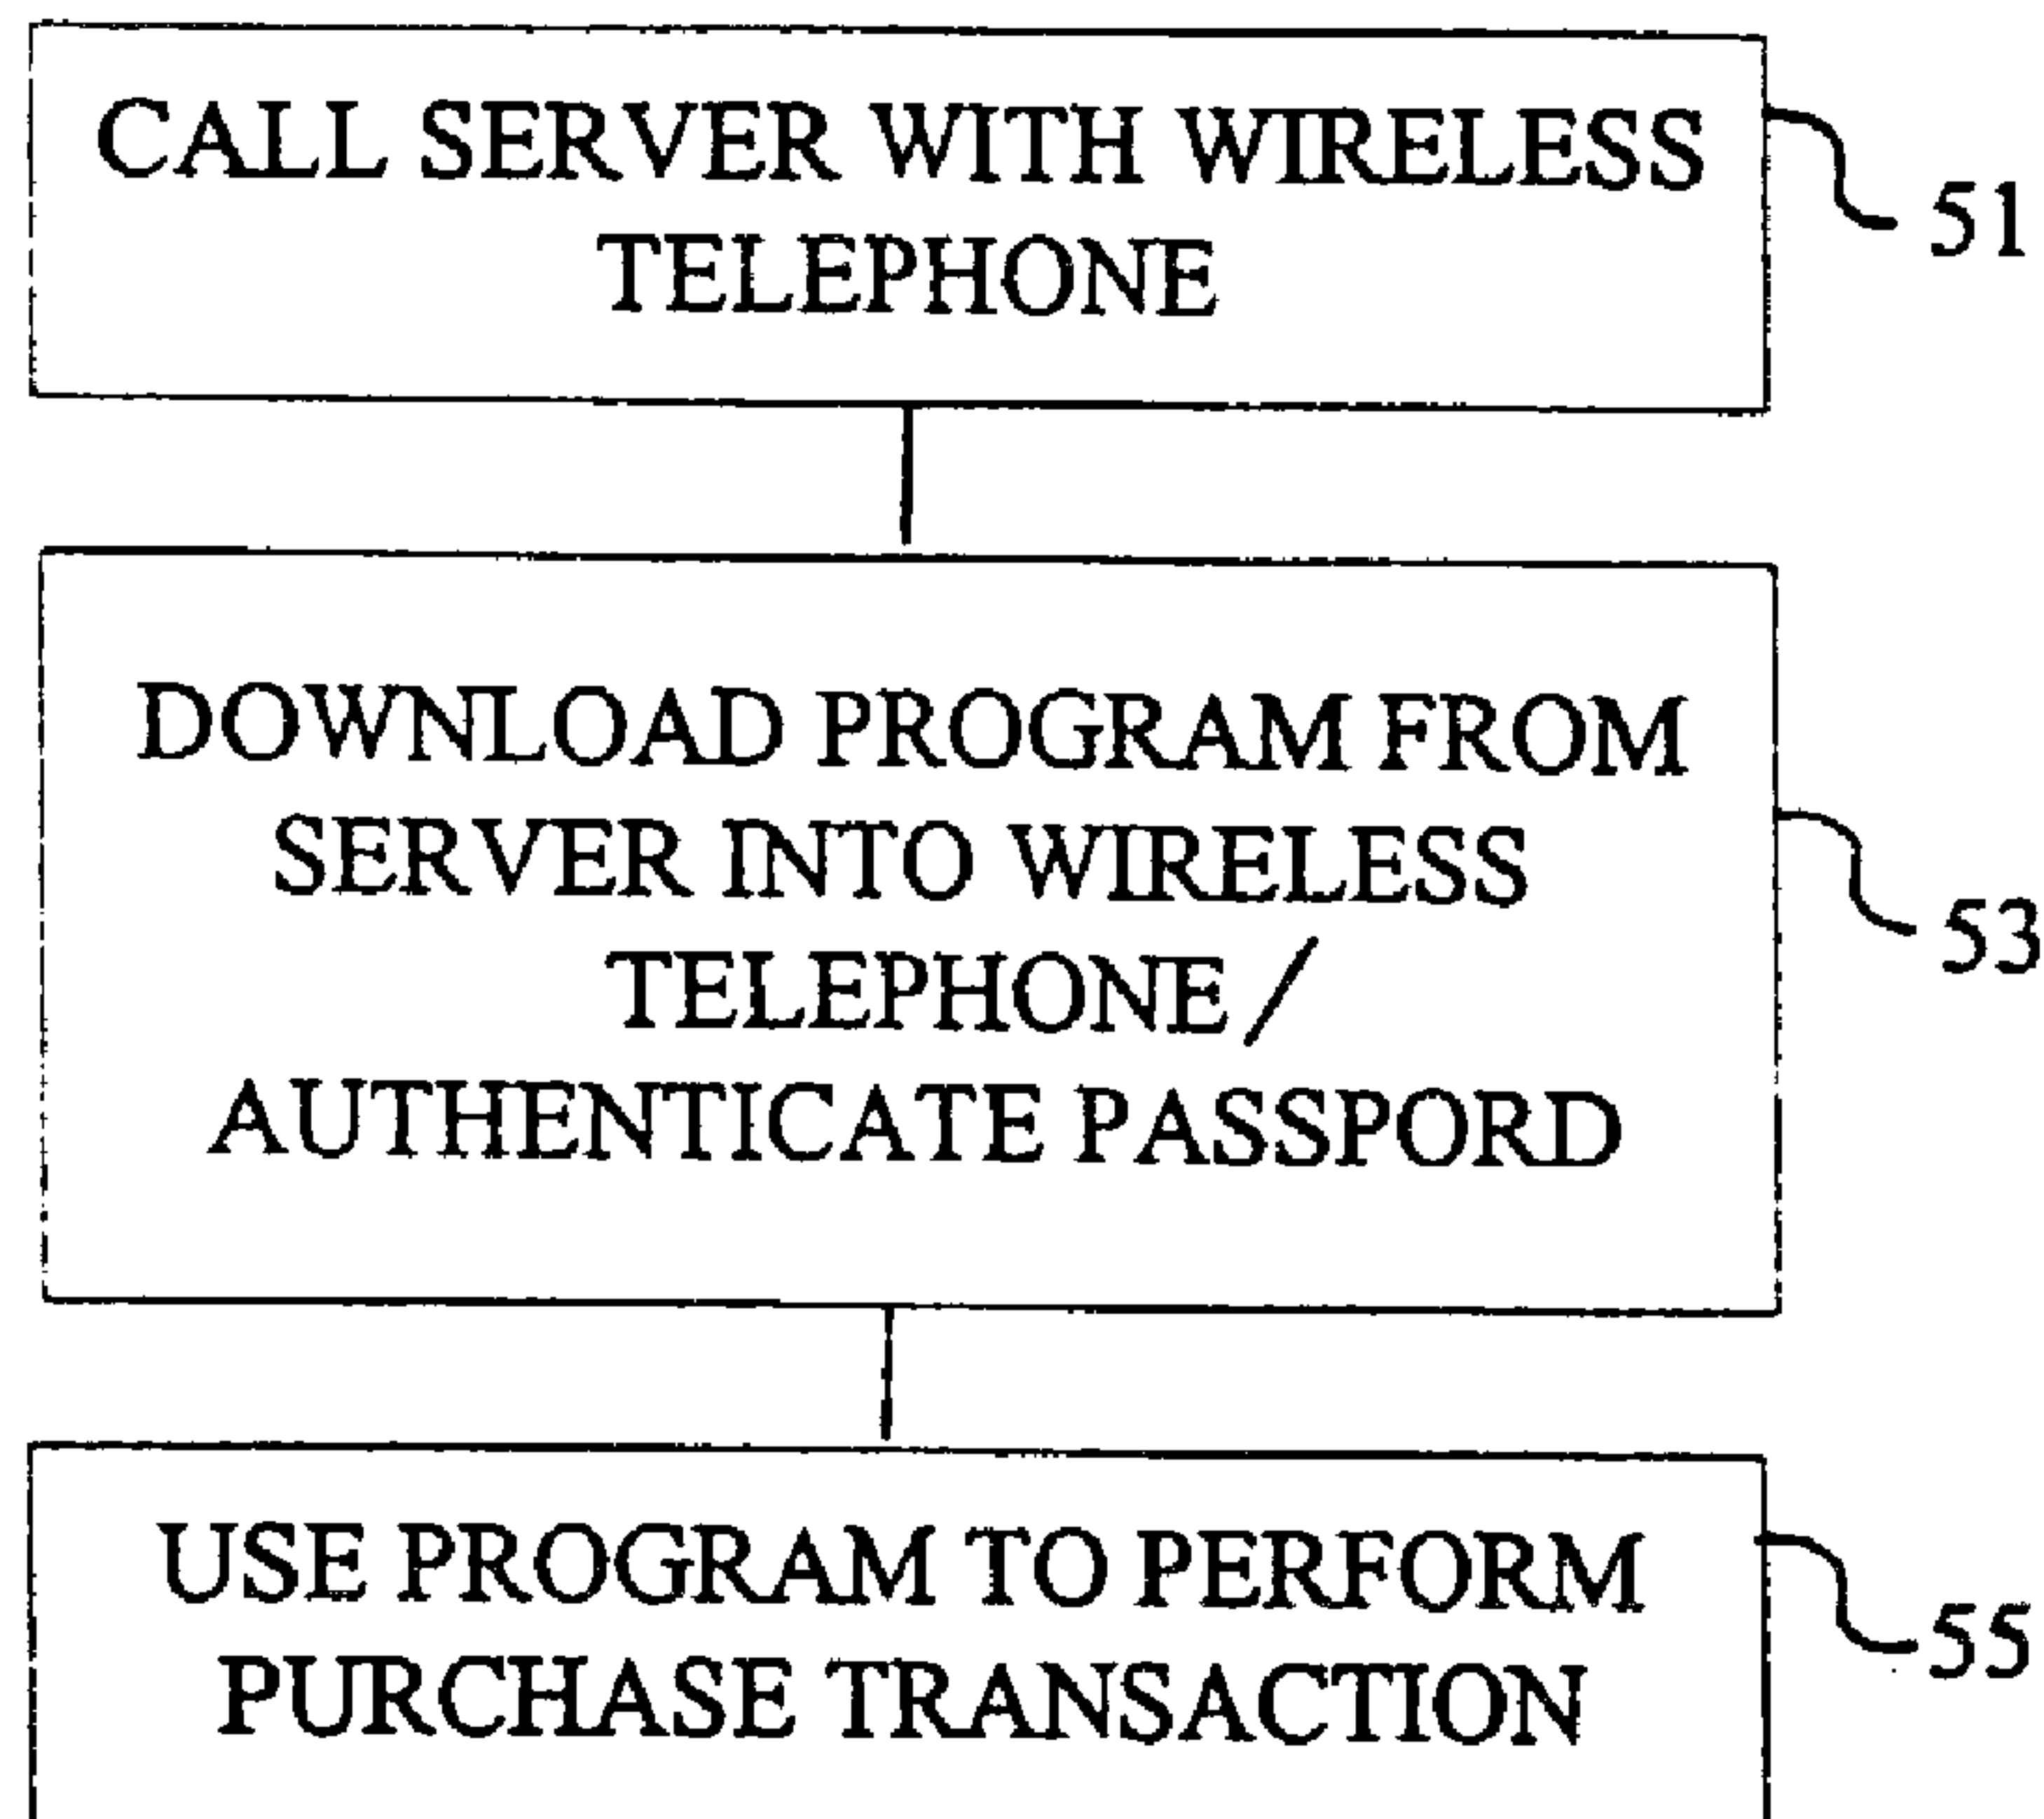 CALL SERVER WITH WIRELESS
TELEPHONE
51
DOWNLOAD PROGRAM FROM
SERVER INTO WIRELESS
TELEPHONE /
AUTHENTICATE PASSPORD
53
USE PROGRAM TO PERFORM
PURCHASE TRANSACTION
55